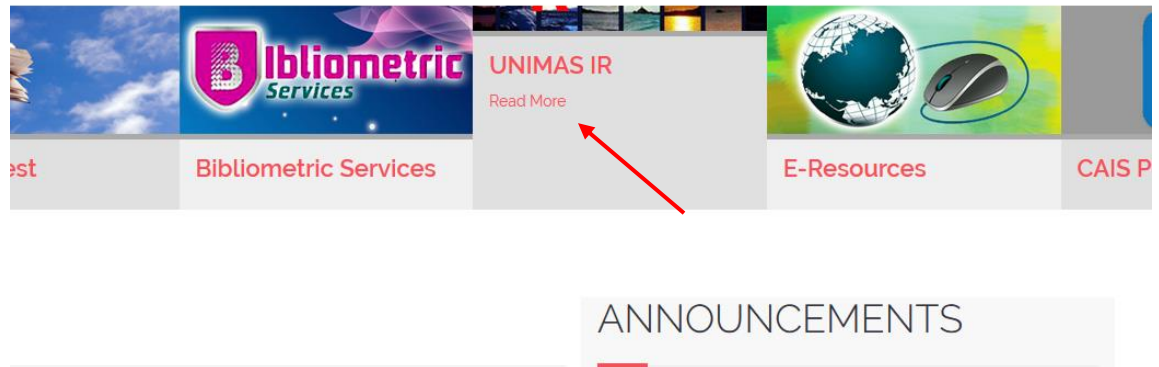 Bibliometric
Services
UNIMAS IR
Read More
est
Bibliometric Services
E-Resources
CAIS P
ANNOUNCEMENTS